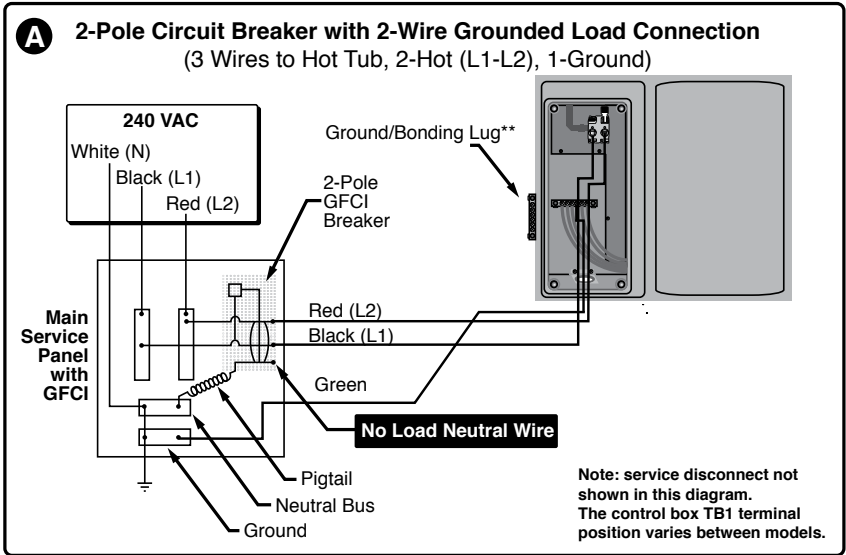 A
2-Pole Circuit Breaker with 2-Wire Grounded Load Connection
(3 Wires to Hot Tub, 2-Hot (L1-L2), 1-Ground)
240 VAC
White (N)
Black (L1)
Red (L2)
Ground/Bonding Lug**
2-Pole
GFCI
Breaker
Main
Service
Panel
with
GFCI
Red (L2)
Black (L1)
Green
No Load Neutral Wire
Pigtail
Neutral Bus
Ground
Note: service disconnect not
shown in this diagram.
The control box TB1 terminal
position varies between models.